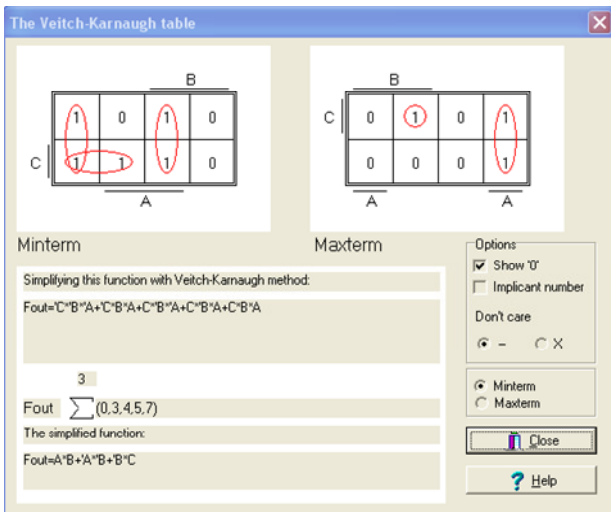 The Veitch-Karnaugh table
B
1 0 1 0
C 1 1 1 0
A
Minterm
B
C 0 1 0 1
0 0 0 1
A A
Maxterm
Simplifying this function with Veitch-Karnaugh method:
Fout='C*'B*'A+'C*B*A+C*'B*'A+C*'B*A+C*B*A
3
Fout ∑(0,3,4,5,7)
The simplified function:
Fout=A*B+'A*'B+'B*C
Options
Show '0'
Implicant number
Don't care
– X
Minterm
Maxterm
Close
? Help